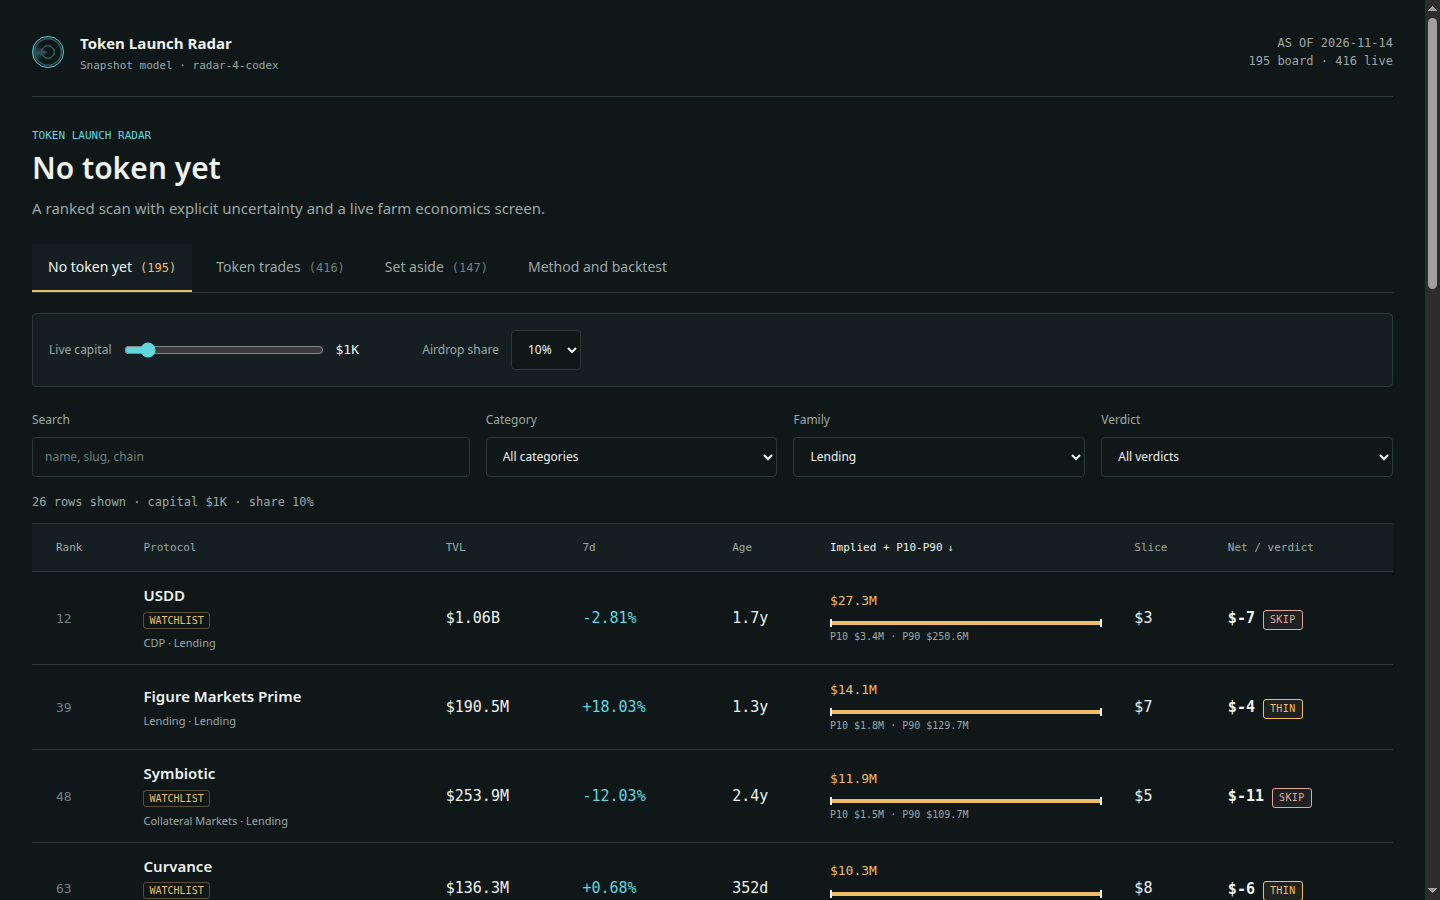 Token Launch Radar
Snapshot model · radar-4-codex
AS OF 2026-11-14
195 board · 416 live
TOKEN LAUNCH RADAR
No token yet
A ranked scan with explicit uncertainty and a live farm economics screen.
No token yet (195) Token trades (416) Set aside (147) Method and backtest
Live capital $1K Airdrop share 10%
Search Category Family Verdict
name, slug, chain All categories Lending All verdicts
26 rows shown · capital $1K · share 10%
Rank Protocol TVL 7d Age Implied + P10-P90 ↓ Slice Net / verdict
USDD
WATCHLIST
CDP · Lending
12 $1.06B -2.81% 1.7y
$27.3M
P10 $3.4M · P90 $250.6M
$3 $-7 SKIP
Figure Markets Prime
Lending · Lending
39 $190.5M +18.03% 1.3y
$14.1M
P10 $1.8M · P90 $129.7M
$7 $-4 THIN
Symbiotic
WATCHLIST
Collateral Markets · Lending
48 $253.9M -12.03% 2.4y
$11.9M
P10 $1.5M · P90 $109.7M
$5 $-11 SKIP
Curvance
WATCHLIST
63 $136.3M +0.68% 352d
$10.3M
$8 $-6 THIN